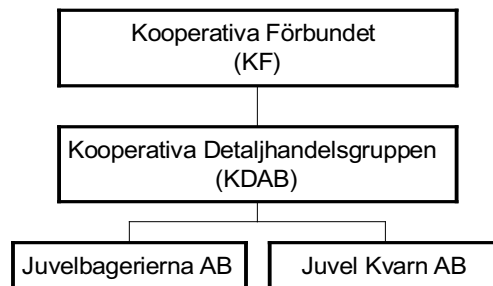 Kooperativa Förbundet
(KF)
Kooperativa Detaljhandelsgruppen
(KDAB)
Juvelbagerierna AB
Juvel Kvarn AB